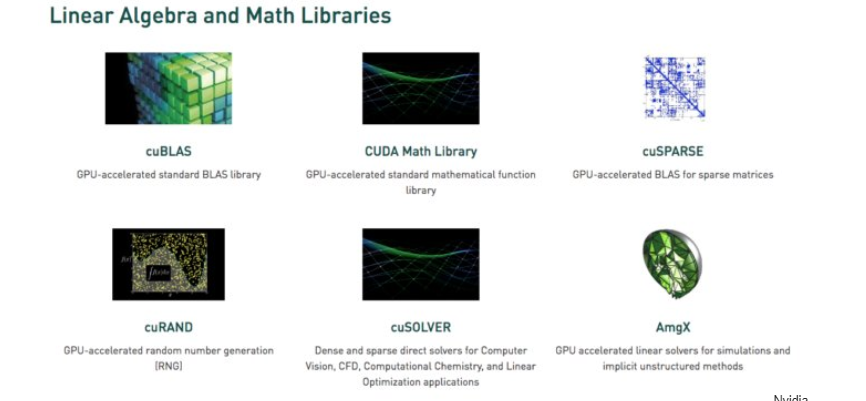 Linear Algebra and Math Libraries
cuBLAS
GPU-accelerated standard BLAS library
CUDA Math Library
GPU-accelerated standard mathematical function
library
cuSPARSE
GPU-accelerated BLAS for sparse matrices
cuRAND
GPU-accelerated random number generation
(RNG)
cuSOLVER
Dense and sparse direct solvers for Computer
Vision, CFD, Computational Chemistry, and Linear
Optimization applications
AmgX
GPU accelerated linear solvers for simulations and
implicit unstructured methods
Nvidia